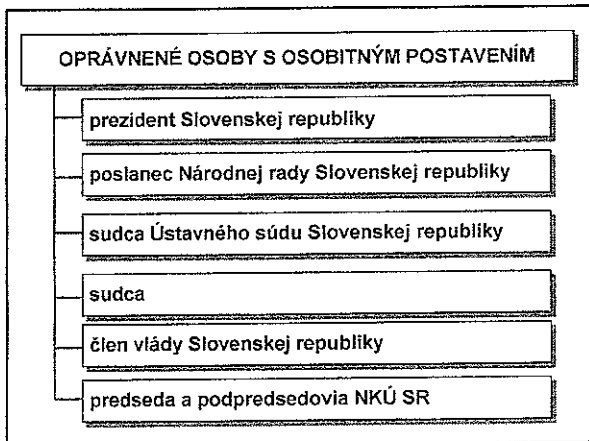 OPRÁVNENÉ OSOBY S OSOBITNÝM POSTAVENÍM
prezident Slovenskej republiky
poslanec Národnej rady Slovenskej republiky
sudca Ústavného súdu Slovenskej republiky
sudca
člen vlády Slovenskej republiky
predseda a podpredsedovia NKÚ SR